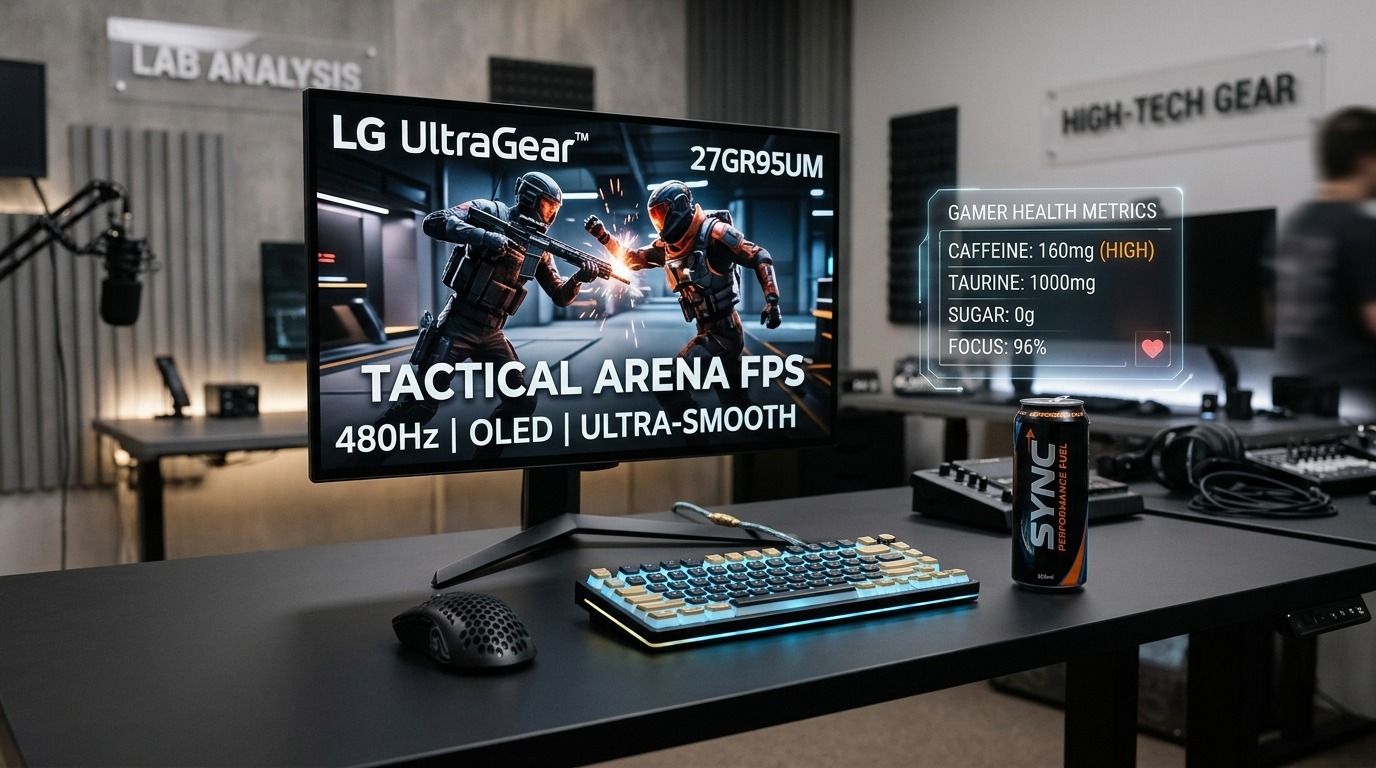 LAB ANALYSIS
HIGH-TECH GEAR
LG UltraGear™
27GR95UM
TACTICAL ARENA FPS
480Hz | OLED | ULTRA-SMOOTH
GAMER HEALTH METRICS
CAFFEINE: 160mg (HIGH)
TAURINE: 1000mg
SUGAR: 0g
FOCUS: 96%
SYNC
PERFORMANCE FUEL